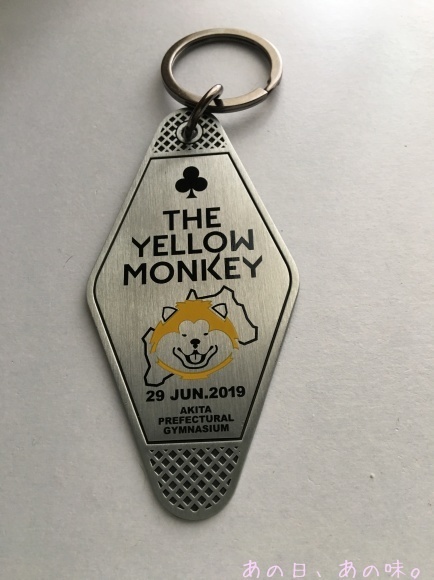 THE
YELLOW
MONKEY
29 JUN.2019
AKITA
PREFECTURAL
GYMNASIUM
あの日、あの味。